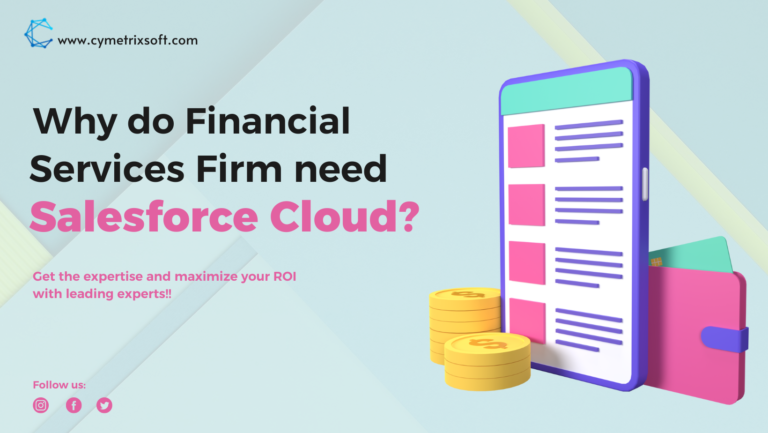 www.cymetrixsoft.com
Why do Financial
Services Firm need
Salesforce Cloud?
Get the expertise and maximize your ROI
with leading experts!!
Follow us: